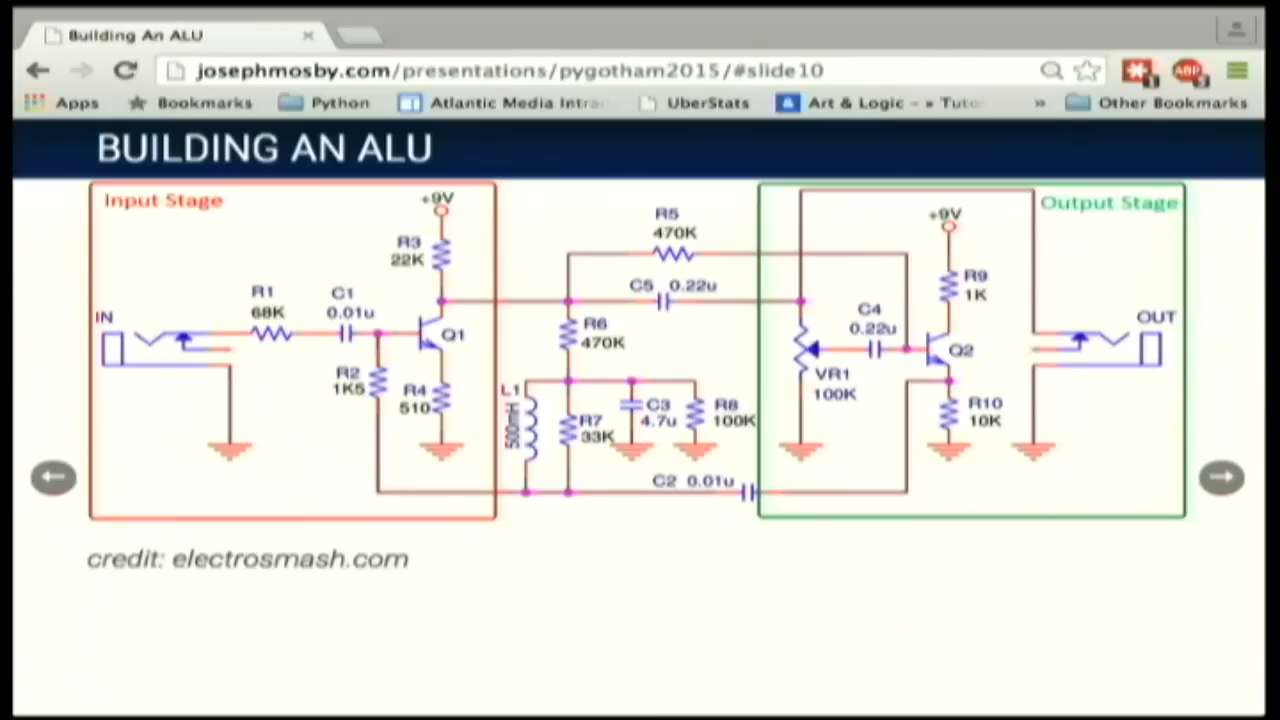 Building An ALU
josephmosby.com/presentations/pygotham2015/#slide10
Apps Bookmarks Python Atlantic Media Intra UberStats Art & Logic - » Tuto » Other Bookmarks
BUILDING AN ALU
Input Stage
+9V
R3
22K
R1
68K
C1
0.01u
IN
Q1
R2
1K5
R4
510
R5
470K
C5 0.22u
R6
470K
L1
500mH
R7
33K
C3
4.7u
R8
100K
C2 0.01u
Output Stage
+9V
R9
1K
C4
0.22u
Q2
VR1
100K
R10
10K
OUT
credit: electrosmash.com